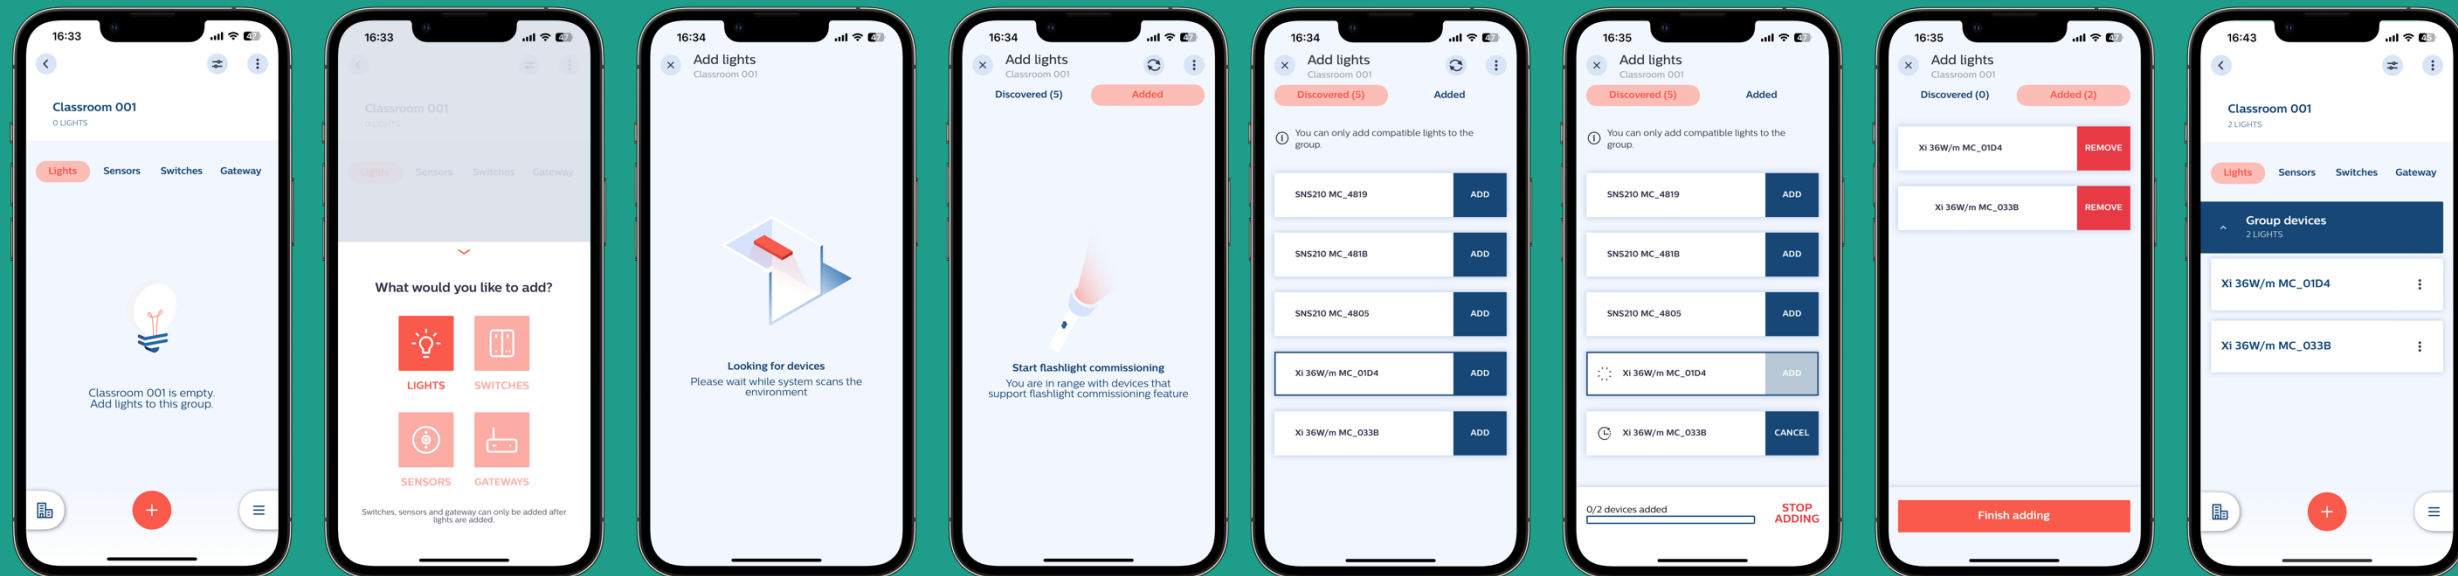 16:33
47
Classroom 001
0 LIGHTS
Lights Sensors Switches Gateway
Classroom 001 is empty.
Add lights to this group.
16:33
47
Classroom 001
0 LIGHTS
Lights Sensors Switches Gateway
What would you like to add?
LIGHTS SWITCHES
SENSORS GATEWAYS
Switches, sensors and gateway can only be added after
lights are added.
16:34
47
Add lights
Classroom 001
Looking for devices
Please wait while system scans the
environment
16:34
47
Add lights
Classroom 001
Discovered (5) Added
Start flashlight commissioning
You are in range with devices that
support flashlight commissioning feature
16:34
47
Add lights
Classroom 001
Discovered (5) Added
You can only add compatible lights to the
group.
SNS210 MC_4819 ADD
SNS210 MC_481B ADD
SNS210 MC_4805 ADD
Xi 36W/m MC_01D4 ADD
Xi 36W/m MC_033B ADD
16:35
47
Add lights
Classroom 001
Discovered (5) Added
You can only add compatible lights to the
group.
SNS210 MC_4819 ADD
SNS210 MC_481B ADD
SNS210 MC_4805 ADD
Xi 36W/m MC_01D4 ADD
Xi 36W/m MC_033B CANCEL
0/2 devices added
STOP
ADDING
16:35
47
Add lights
Classroom 001
Discovered (0) Added (2)
Xi 36W/m MC_01D4 REMOVE
Xi 36W/m MC_033B REMOVE
Finish adding
16:43
Classroom 001
2 LIGHTS
Lights Sensors Switches Gateway
Group devices
2 LIGHTS
Xi 36W/m MC_01D4
Xi 36W/m MC_033B